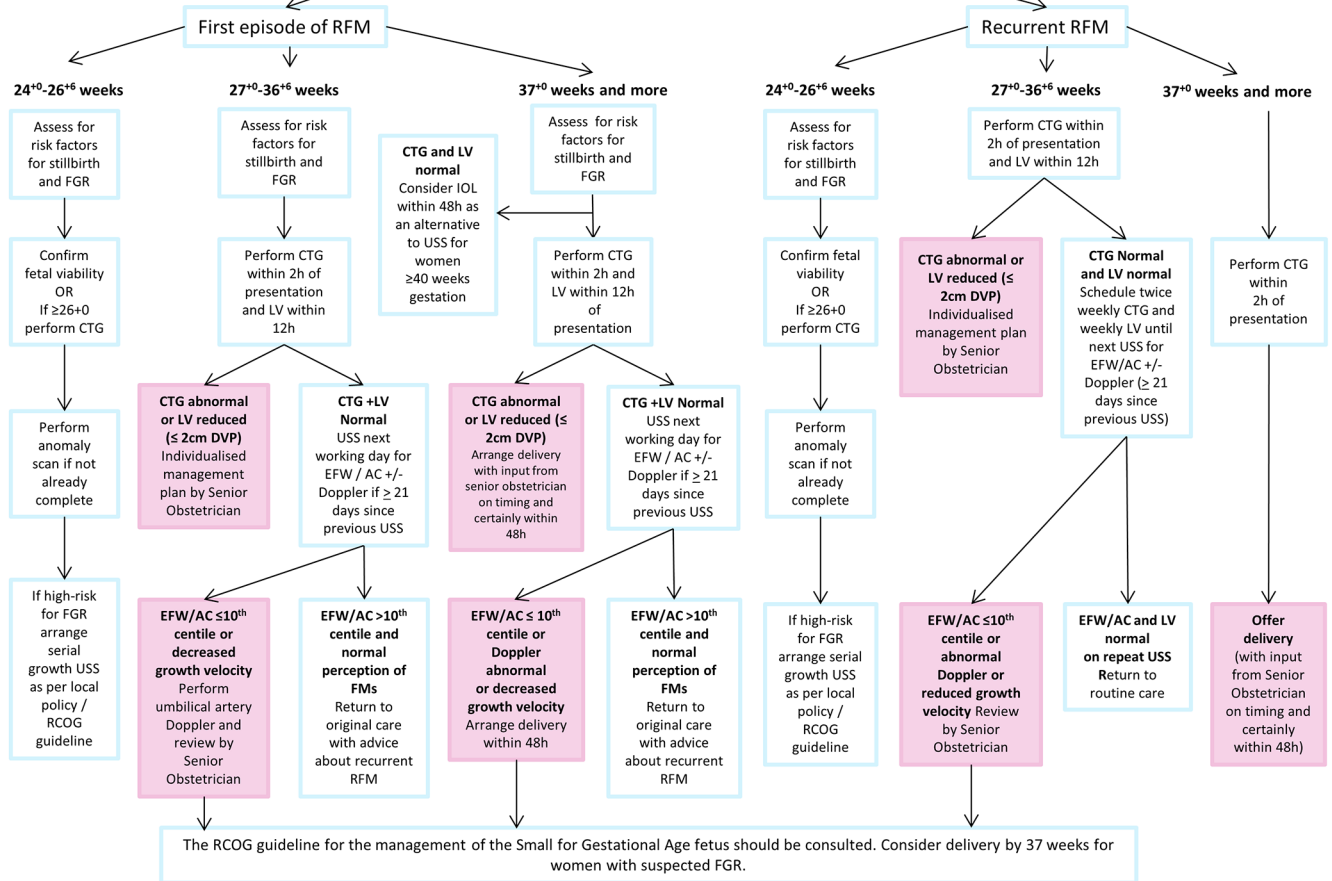 First episode of RFM
Recurrent RFM
24+0-26+6 weeks
27+0-36+6 weeks
37+0 weeks and more
24+0-26+6 weeks
27+0-36+6 weeks
37+0 weeks and more
Assess for
risk factors
for stillbirth
and FGR
Confirm
fetal viability
OR
If ≥26+0
perform CTG
Perform
anomaly
scan if not
already
complete
If high-risk
for FGR
arrange
serial
growth USS
as per local
policy /
RCOG
guideline
Assess for risk
factors for
stillbirth and
FGR
Perform CTG
within 2h of
presentation
and LV within
12h
CTG abnormal
or LV reduced
(≤ 2cm DVP)
Individualised
management
plan by Senior
Obstetrician
CTG +LV
Normal
USS next
working day for
EFW / AC +/-
Doppler if ≥ 21
days since
previous USS
EFW/AC ≤10th
centile or
decreased
growth velocity
Perform
umbilical artery
Doppler and
review by
Senior
Obstetrician
EFW/AC >10th
centile and
normal
perception of
FMs
Return to
original care
with advice
about recurrent
RFM
Assess for risk
factors for
stillbirth and
FGR
CTG and LV
normal
Consider IOL
within 48h as
an alternative
to USS for
women
≥40 weeks
gestation
Perform CTG
within 2h and
LV within 12h
of
presentation
CTG abnormal
or LV reduced (≤
2cm DVP)
Arrange delivery
with input from
senior obstetrician
on timing and
certainly within
48h
CTG +LV Normal
USS next
working day for
EFW / AC +/-
Doppler if ≥ 21
days since
previous USS
EFW/AC ≤ 10th
centile or
Doppler
abnormal
or decreased
growth velocity
Arrange delivery
within 48h
EFW/AC >10th
centile and
normal
perception of
FMs
Return to
original care
with advice
about recurrent
RFM
Assess for
risk factors
for stillbirth
and FGR
Confirm fetal
viability
OR
If ≥26+0
perform CTG
Perform
anomaly
scan if not
already
complete
If high-risk
for FGR
arrange serial
growth USS
as per local
policy /
RCOG
guideline
Perform CTG within
2h of presentation
and LV within 12h
CTG abnormal or
LV reduced (≤
2cm DVP)
Individualised
management plan
by Senior
Obstetrician
CTG Normal
and LV normal
Schedule twice
weekly CTG and
weekly LV until
next USS for
EFW/AC +/-
Doppler (≥ 21
days since
previous USS)
EFW/AC ≤10th
centile or
abnormal
Doppler or
reduced growth
velocity Review
by Senior
Obstetrician
EFW/AC and LV
normal
on repeat USS
Return to
routine care
Perform CTG
within
2h of
presentation
Offer
delivery
(with input
from Senior
Obstetrician
on timing and
certainly
within 48h)
The RCOG guideline for the management of the Small for Gestational Age fetus should be consulted. Consider delivery by 37 weeks for
women with suspected FGR.